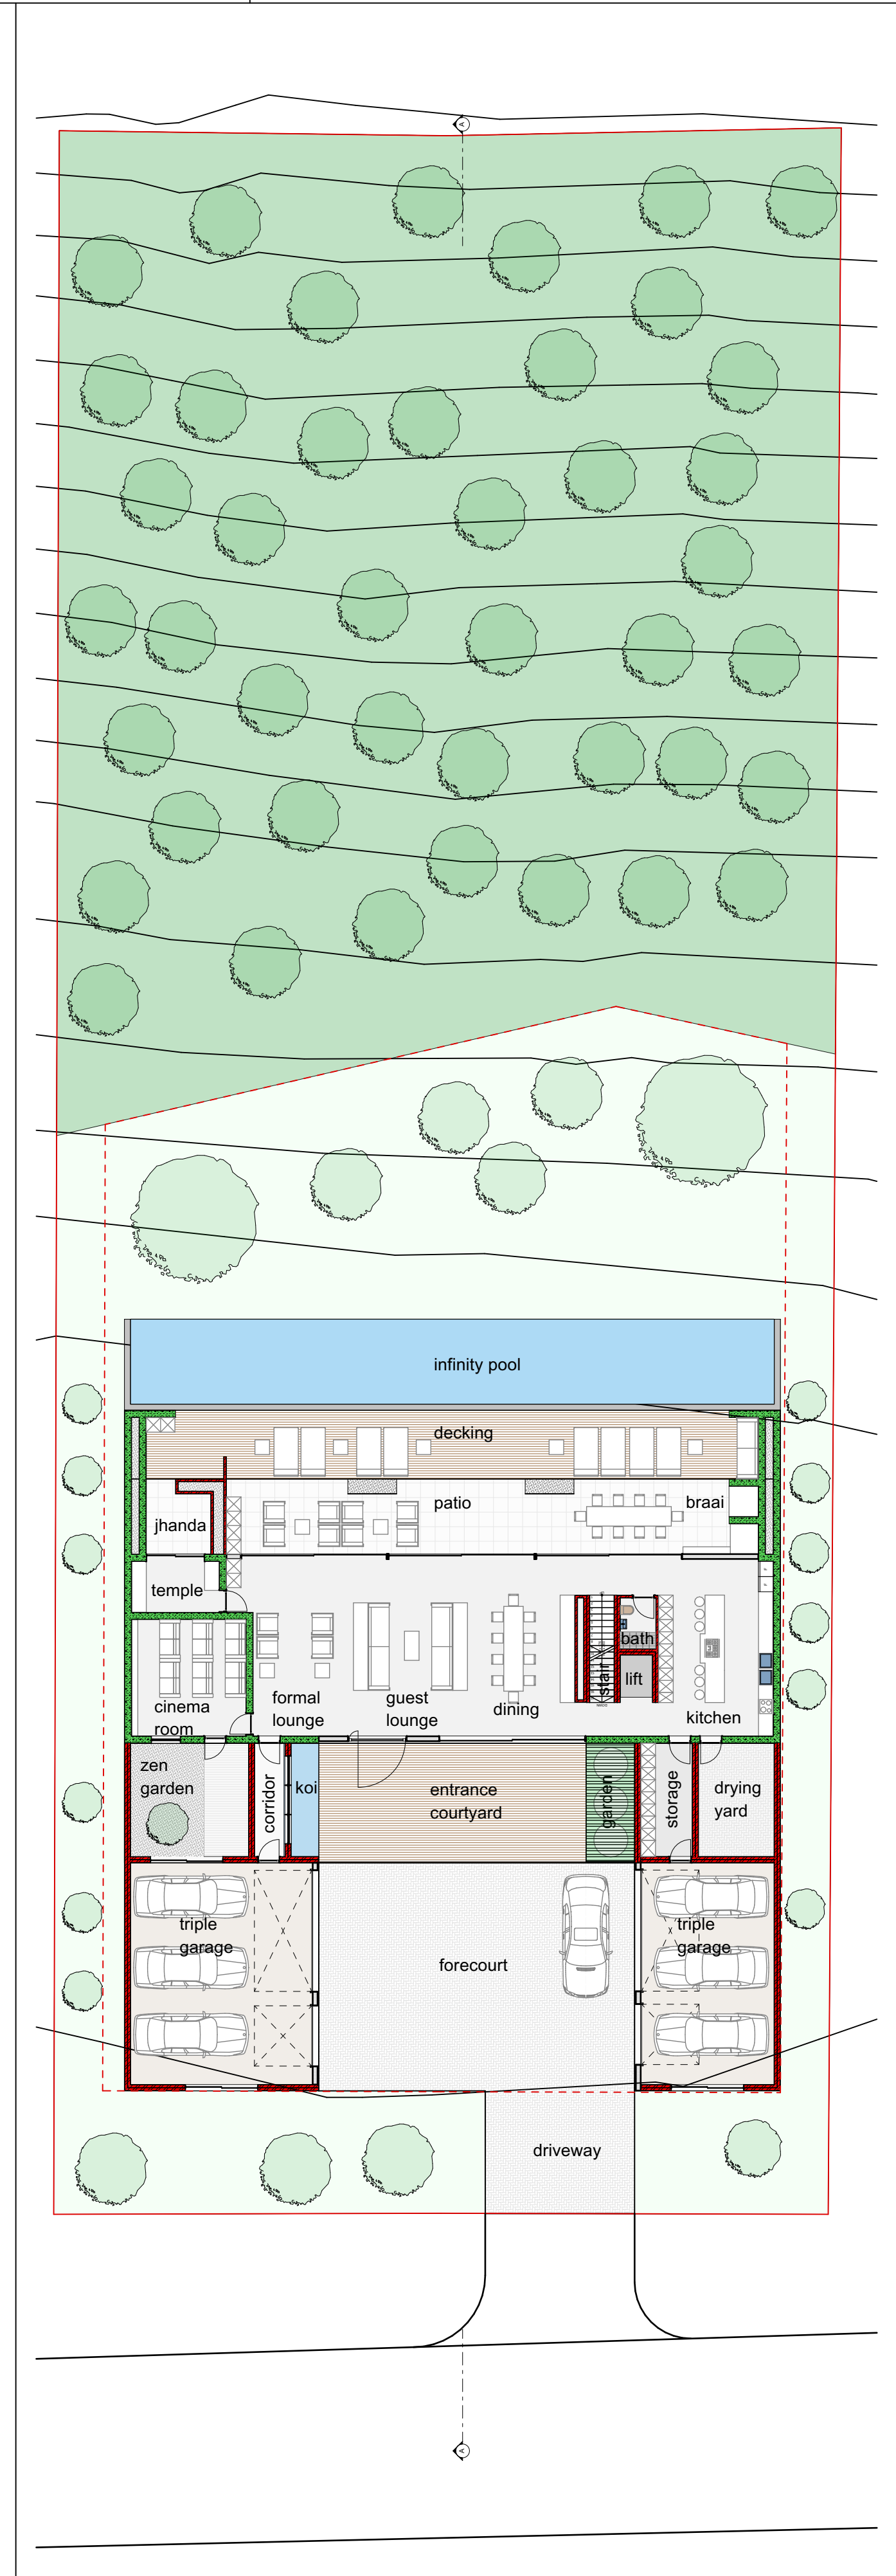 A
infinity pool
decking
patio
braai
jhanda
temple
bath
stair
lift
formal
lounge
guest
lounge
dining
kitchen
cinema
room
zen
garden
corridor
koi
entrance
courtyard
garden
storage
drying
yard
triple
garage
forecourt
triple
garage
driveway
A